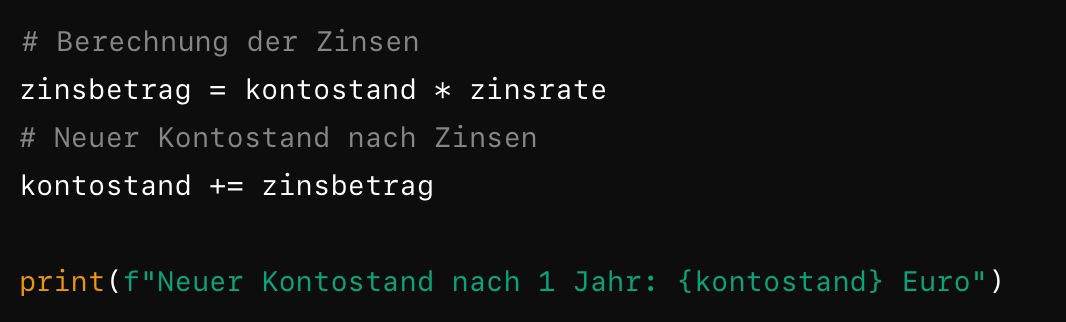 # Berechnung der Zinsen
zinsbetrag = kontostand * zinsrate
# Neuer Kontostand nach Zinsen
kontostand += zinsbetrag
print(f"Neuer Kontostand nach 1 Jahr: {kontostand} Euro")